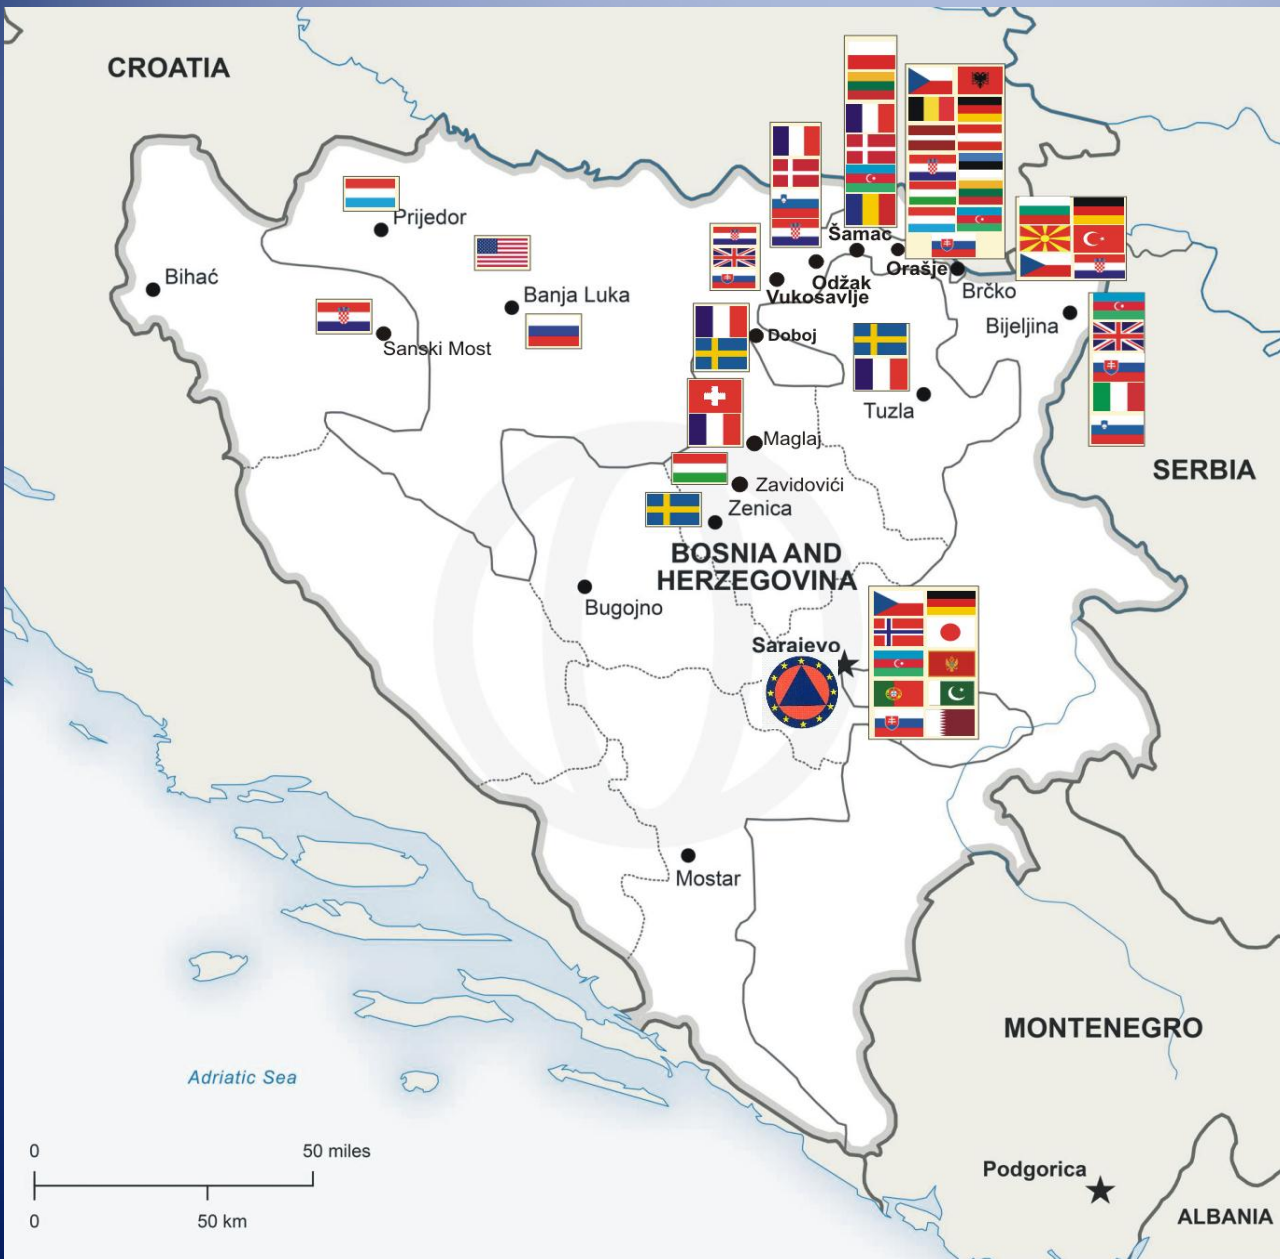 CROATIA
Prijedor
Bihać
Banja Luka
Sanski Most
Šamac
Orašje
Odžak
Vukosavlje
Brčko
Bijeljina
Doboj
Tuzla
Maglaj
SERBIA
Zavidovići
Zenica
BOSNIA AND
HERZEGOVINA
Bugojno
Sarajevo
Mostar
MONTENEGRO
Adriatic Sea
0 50 miles
0 50 km
Podgorica
ALBANIA